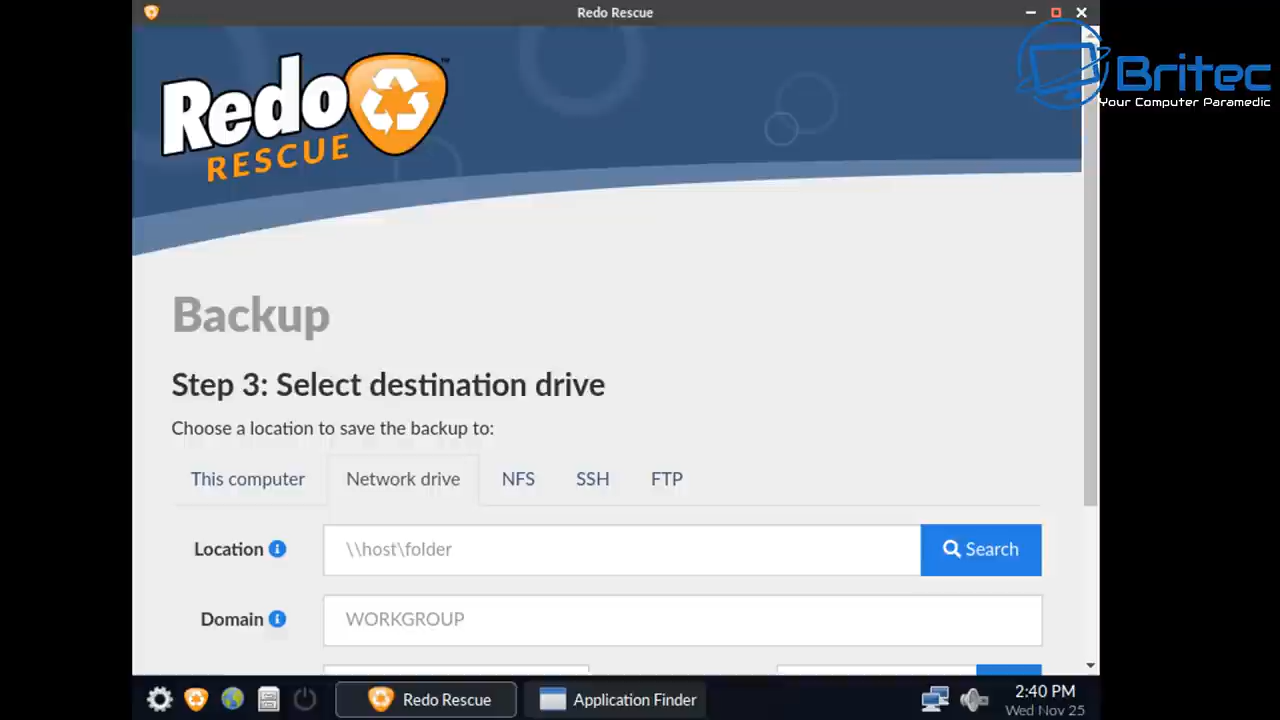 Redo Rescue
Britec
Your Computer Paramedic
Redo™
RESCUE
Backup
Step 3: Select destination drive
Choose a location to save the backup to:
This computer Network drive NFS SSH FTP
Location \\host\folder Search
Domain WORKGROUP
Redo Rescue Application Finder 2:40 PM
Wed Nov 25